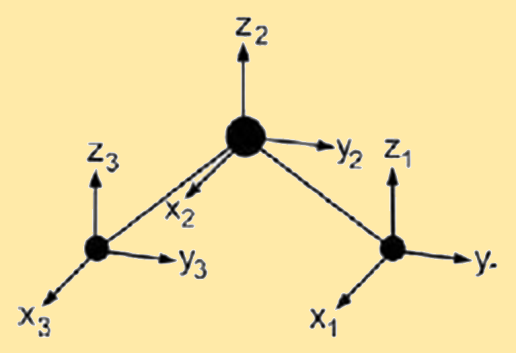 z₂
y₂
x₂
z₃
y₃
x₃
z₁
x₁